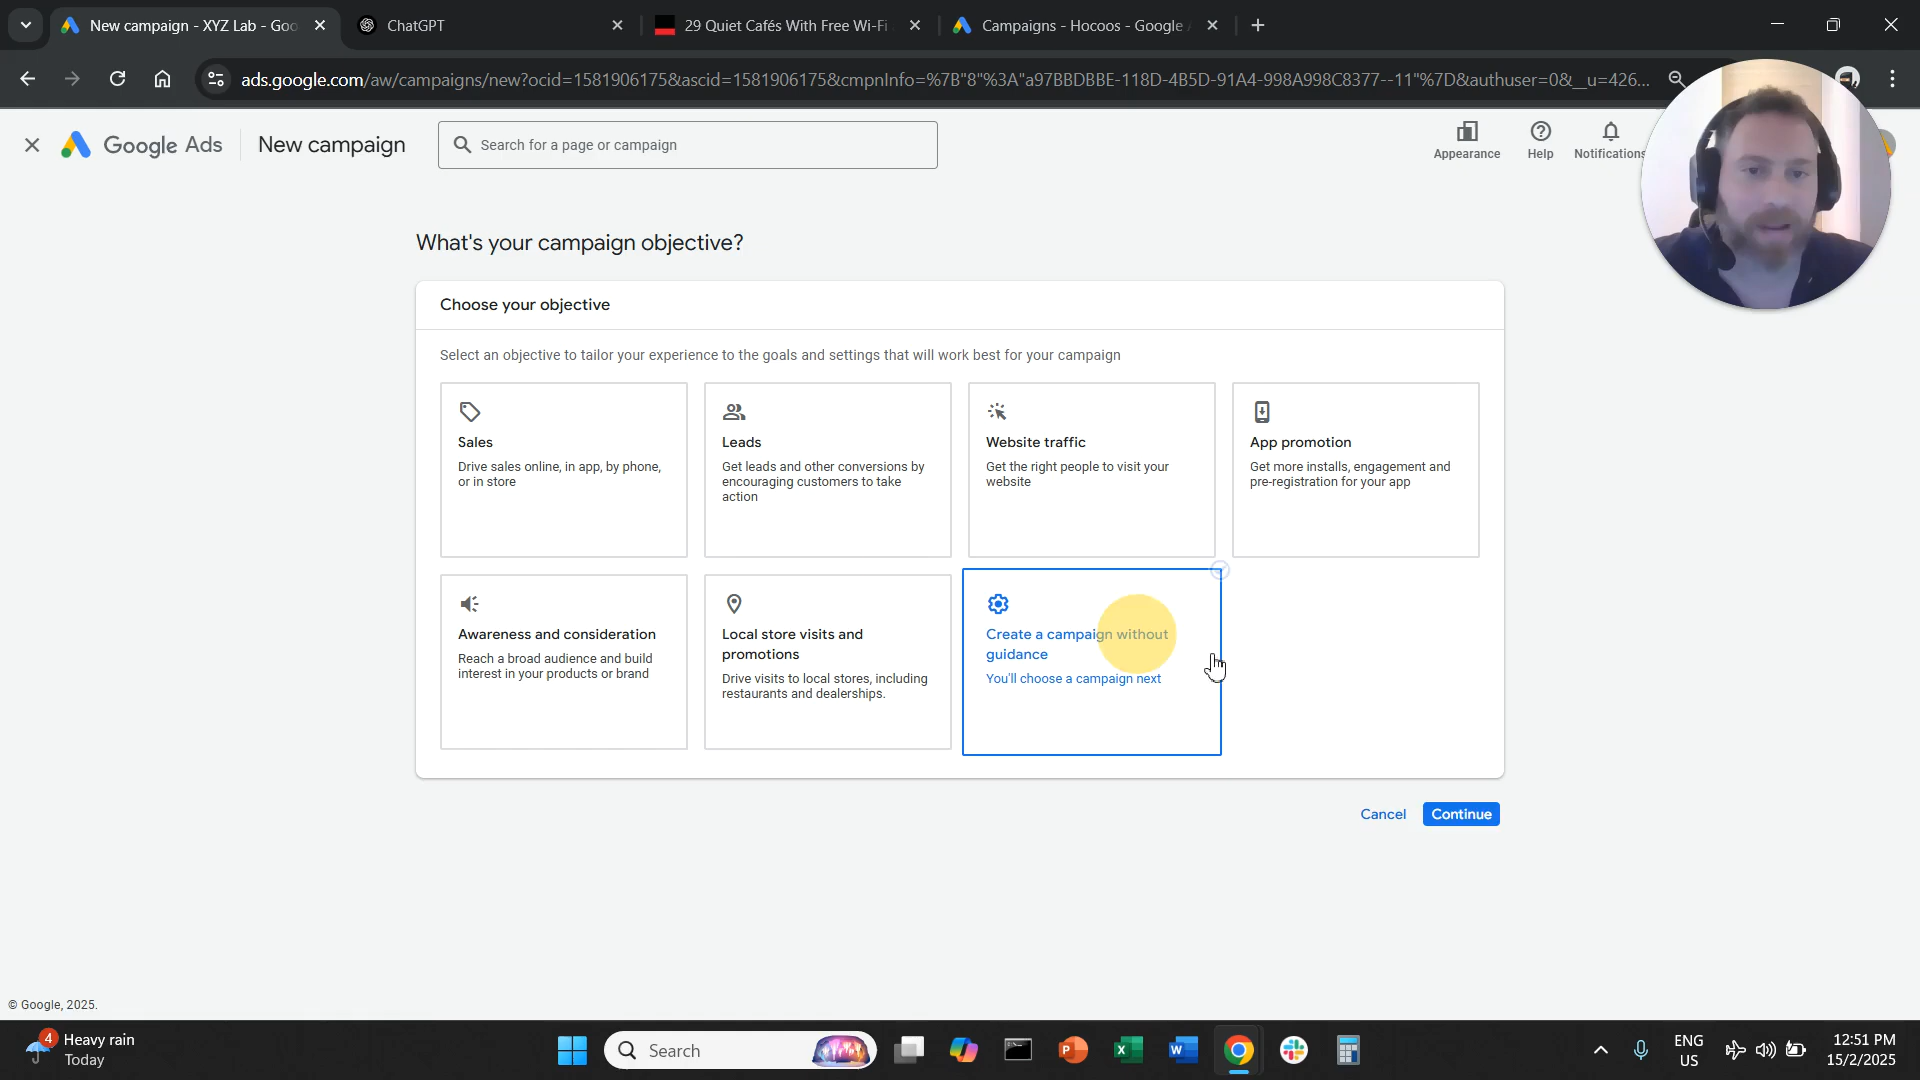 New campaign - XYZ Lab - Goo
ChatGPT
29 Quiet Cafés With Free Wi-Fi
Campaigns - Hocoos - Google
ads.google.com/aw/campaigns/new?ocid=1581906175&ascid=1581906175&cmpnInfo=%7B"8"%3A"a97BBDBBE-118D-4B5D-91A4-998A998C8377--11"%7D&authuser=0&__u=426...
Google Ads
New campaign
Search for a page or campaign
Appearance
Help
Notifications
What's your campaign objective?
Choose your objective
Select an objective to tailor your experience to the goals and settings that will work best for your campaign
Sales
Drive sales online, in app, by phone,
or in store
Leads
Get leads and other conversions by
encouraging customers to take
action
Website traffic
Get the right people to visit your
website
App promotion
Get more installs, engagement and
pre-registration for your app
Awareness and consideration
Reach a broad audience and build
interest in your products or brand
Local store visits and
promotions
Drive visits to local stores, including
restaurants and dealerships.
Create a campaign without
guidance
You'll choose a campaign next
Cancel
Continue
© Google, 2025.
4
Heavy rain
Today
Search
ENG
US
12:51 PM
15/2/2025